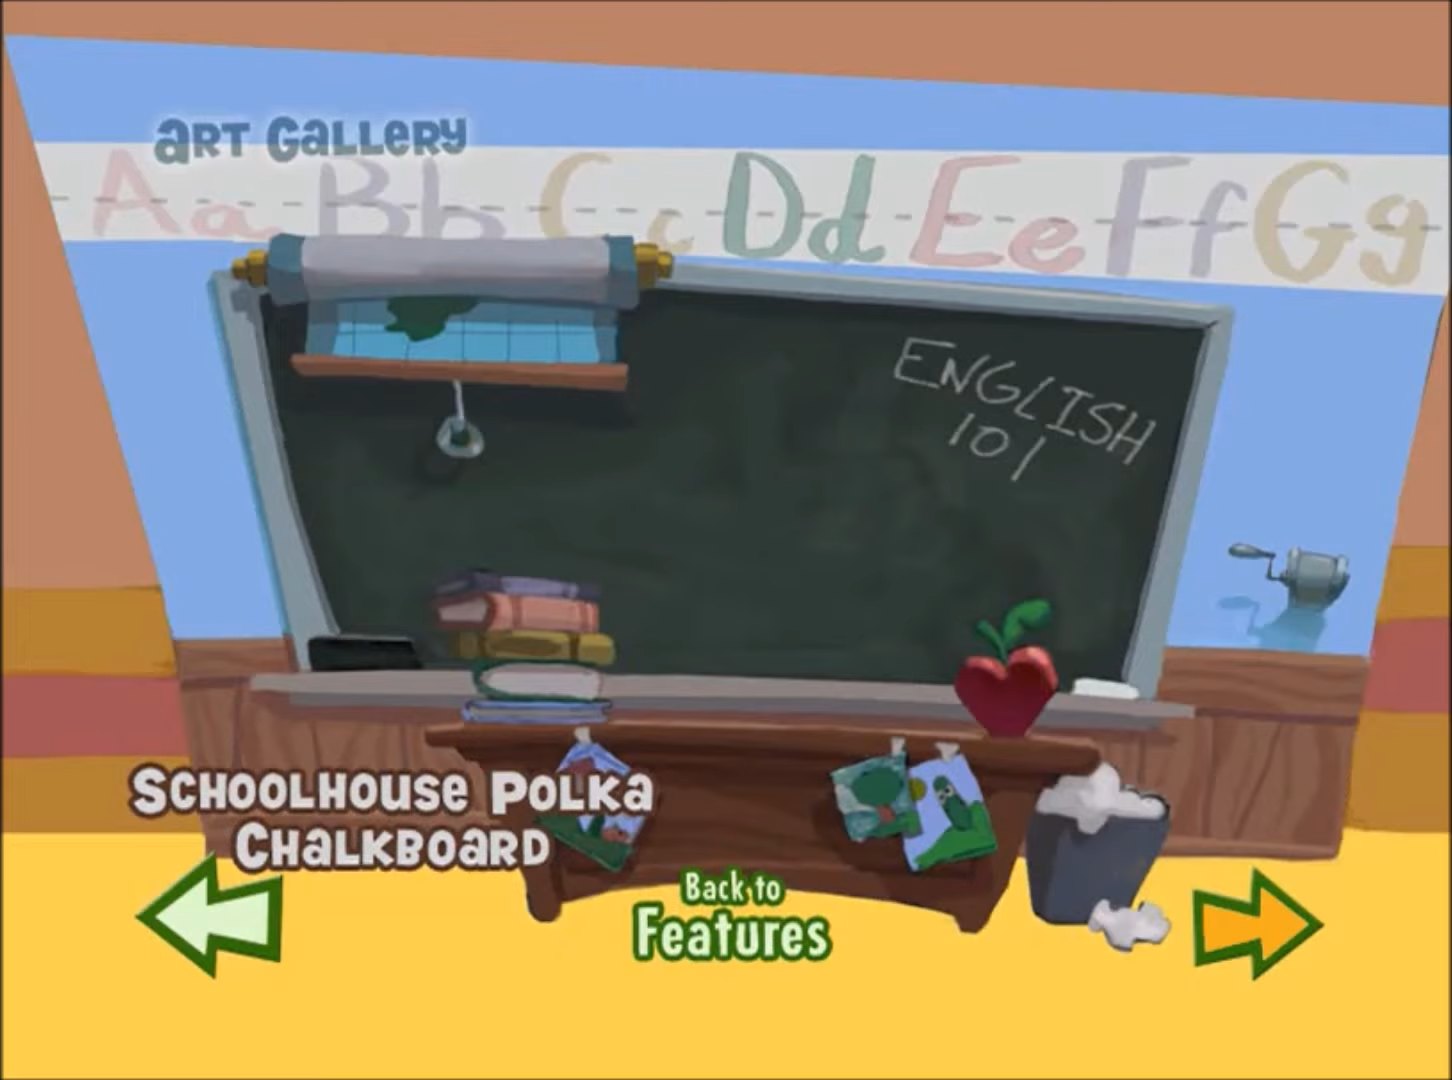 ART GALLERY
Aa Bb Cc Dd Ee Ff Gg
ENGLISH
101
SCHOOLHOUSE POLKA
CHALKBOARD
Back to
Features